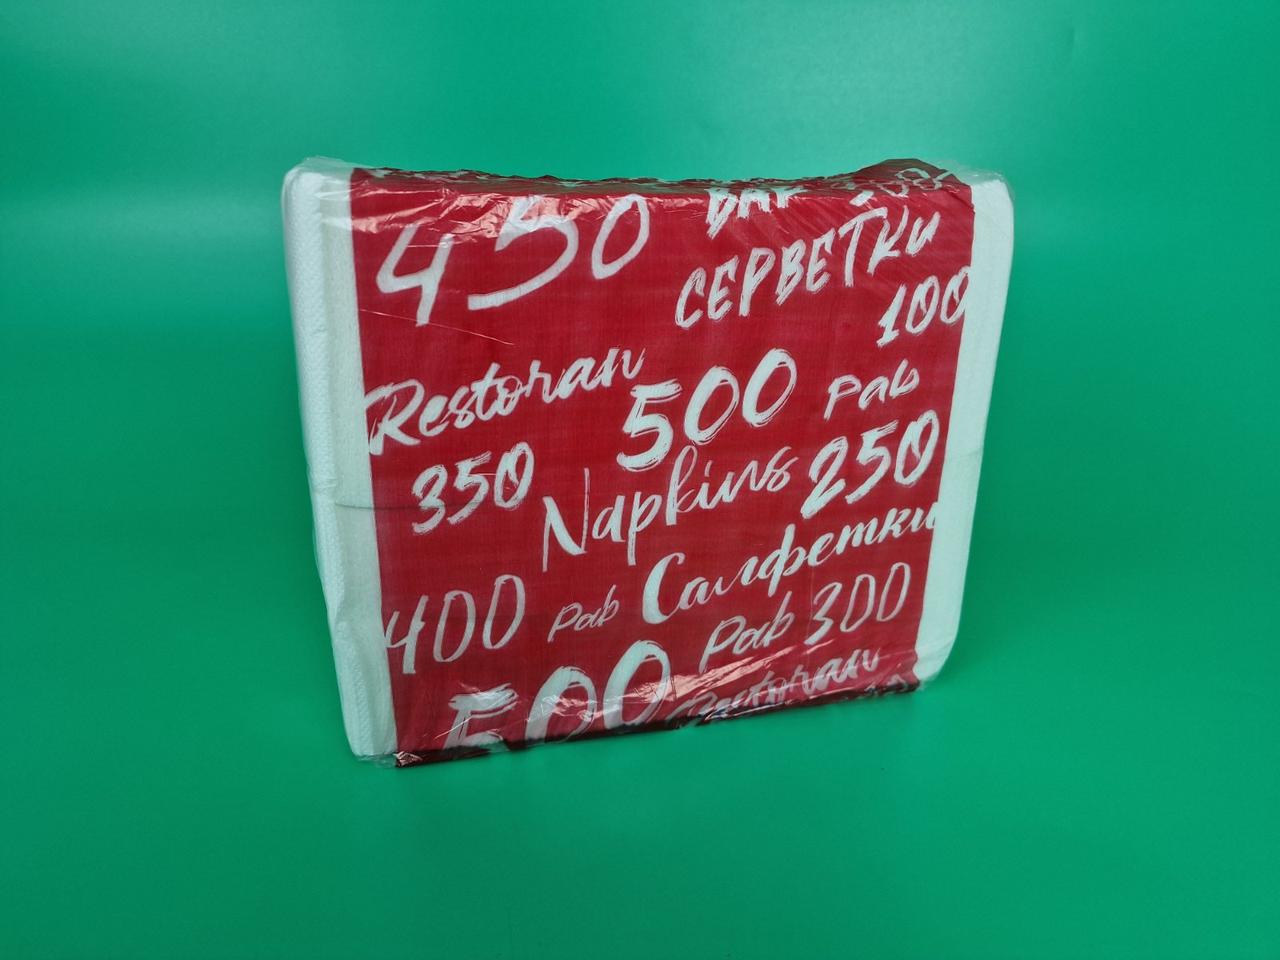 450 БАР
СЕРВЕТКИ
100
Restoran 500 Pab
350 Napkins 250
400 Pab Салфетки
Pab 300
500 Restoran